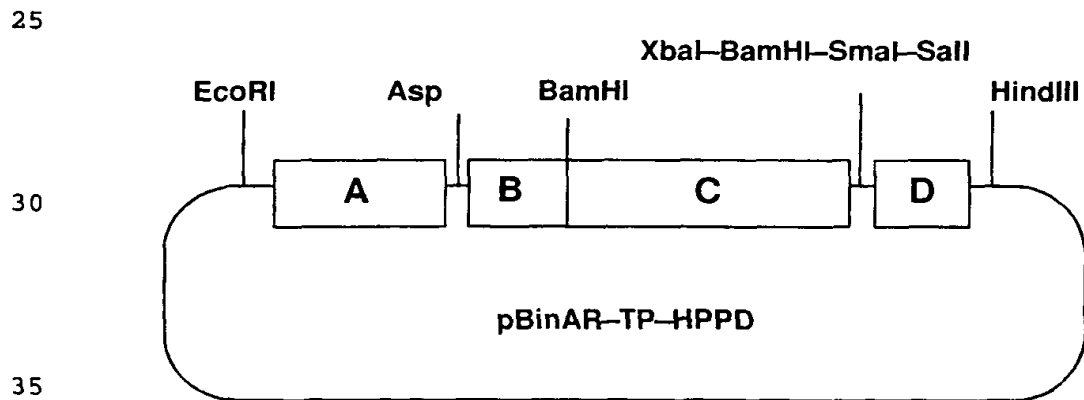 25
XbaI–BamHI–SmaI–SalI
EcoRI Asp BamHI HindIII
A B C D
30
pBinAR–TP–HPPD
35